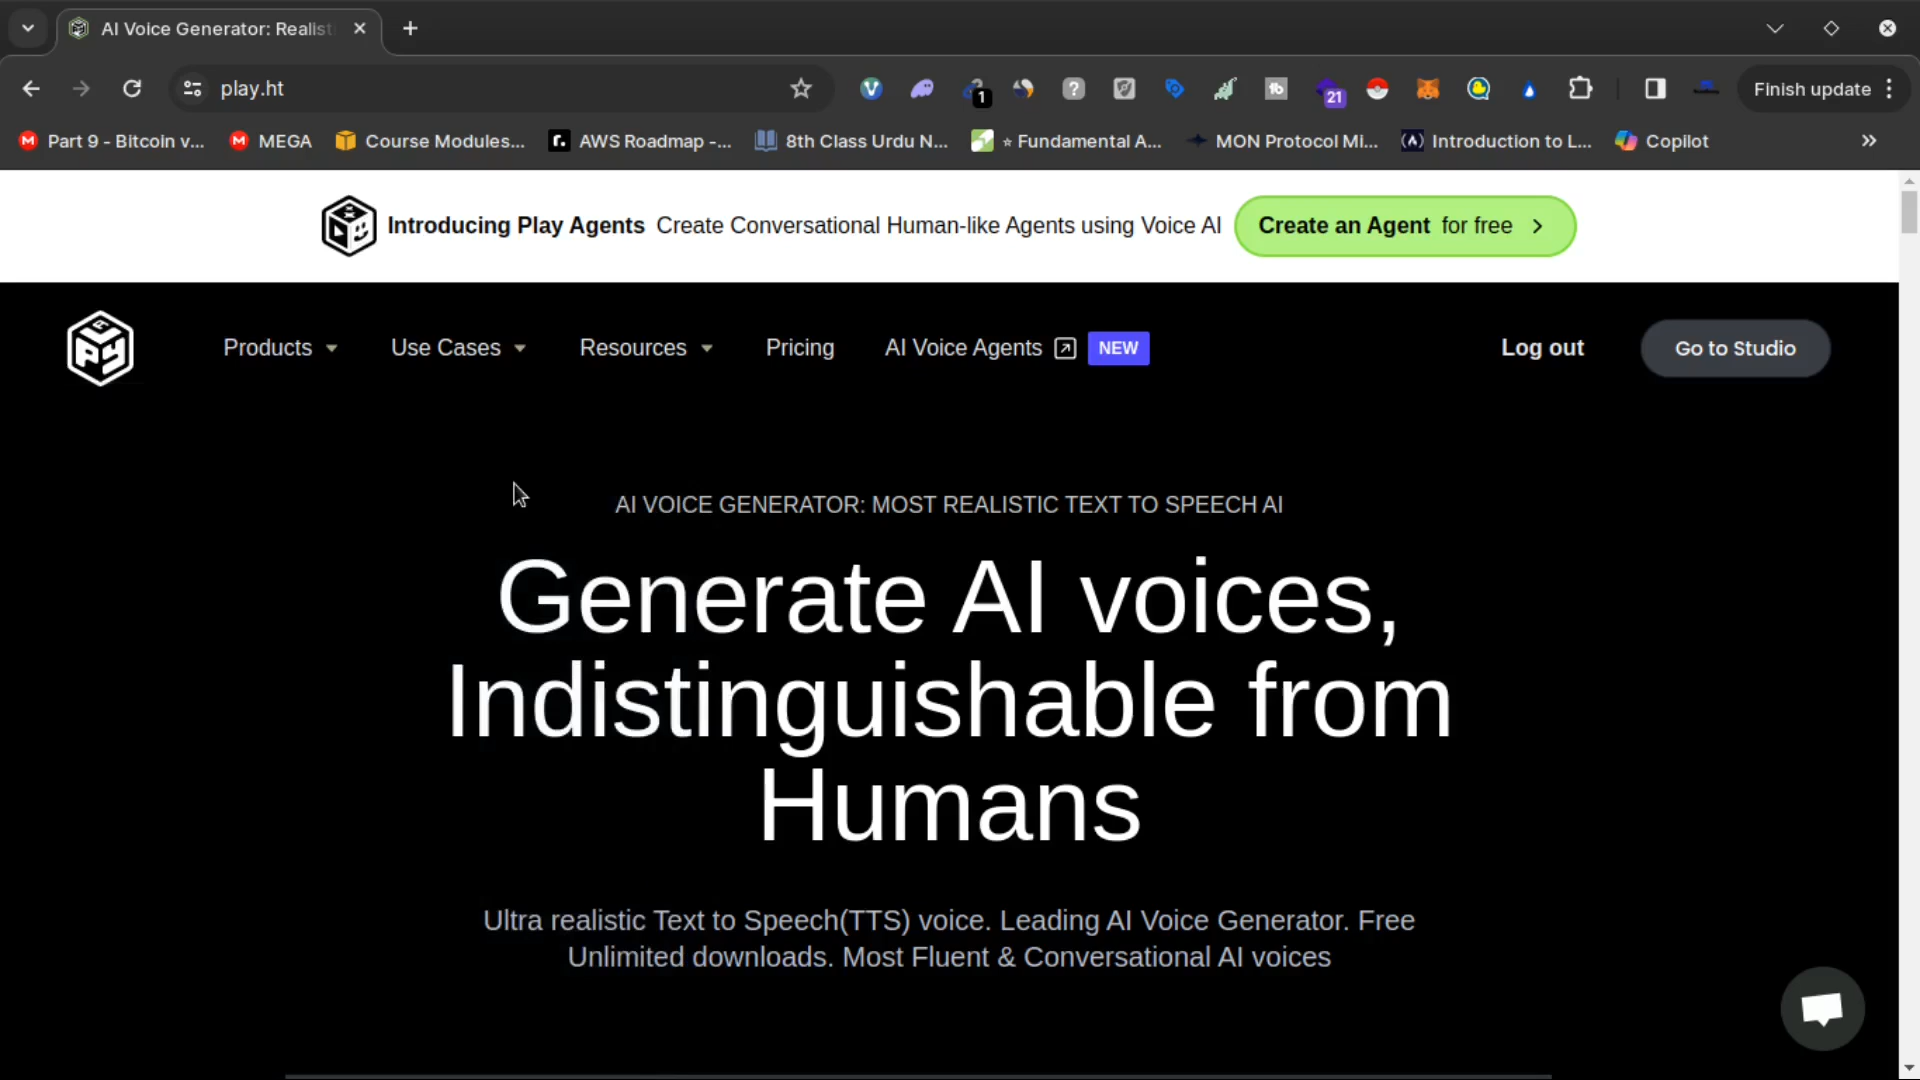 AI Voice Generator: Realist
play.ht
1
21
Finish update
Part 9 - Bitcoin v...
MEGA
Course Modules...
AWS Roadmap -...
8th Class Urdu N...
☆ Fundamental A...
MON Protocol Mi...
Introduction to L...
Copilot
Introducing Play Agents Create Conversational Human-like Agents using Voice AI
Create an Agent for free
Products
Use Cases
Resources
Pricing
AI Voice Agents
NEW
Log out
Go to Studio
AI VOICE GENERATOR: MOST REALISTIC TEXT TO SPEECH AI
Generate AI voices,
Indistinguishable from
Humans
Ultra realistic Text to Speech(TTS) voice. Leading AI Voice Generator. Free
Unlimited downloads. Most Fluent & Conversational AI voices